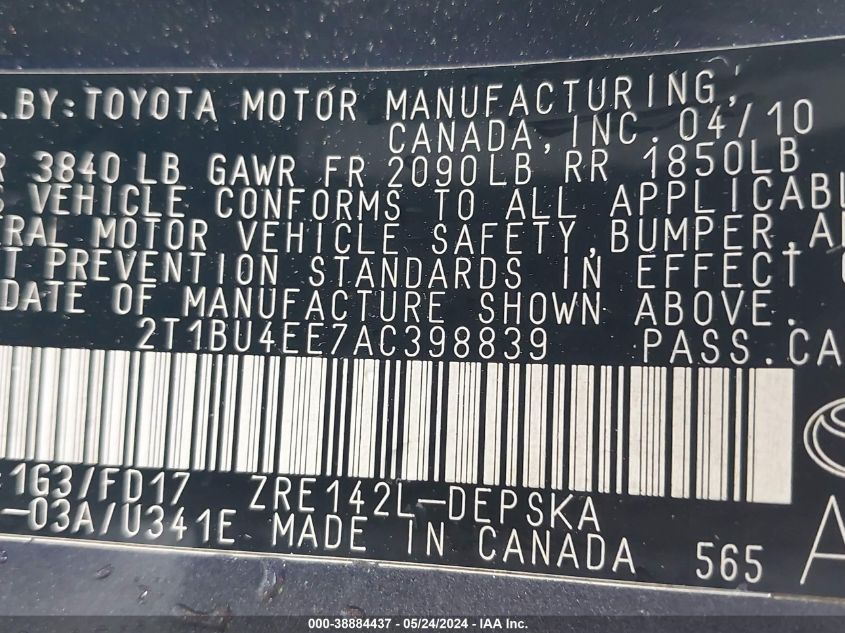 .BY:TOYOTA MOTOR MANUFACTURING,
CANADA, INC. 04/10
R 3840 LB GAWR FR 2090LB RR 1850LB
S VEHICLE CONFORMS TO ALL APPLICABL
ERAL MOTOR VEHICLE SAFETY, BUMPER, A
T PREVENTION STANDARDS IN EFFECT
DATE OF MANUFACTURE SHOWN ABOVE.
2T1BU4EE7AC398839 PASS.CA
1G3/FD17 ZRE142L-DEPSKA
-03A/U341E MADE IN CANADA 565
A
000-38884437 - 05/24/2024 - IAA Inc.